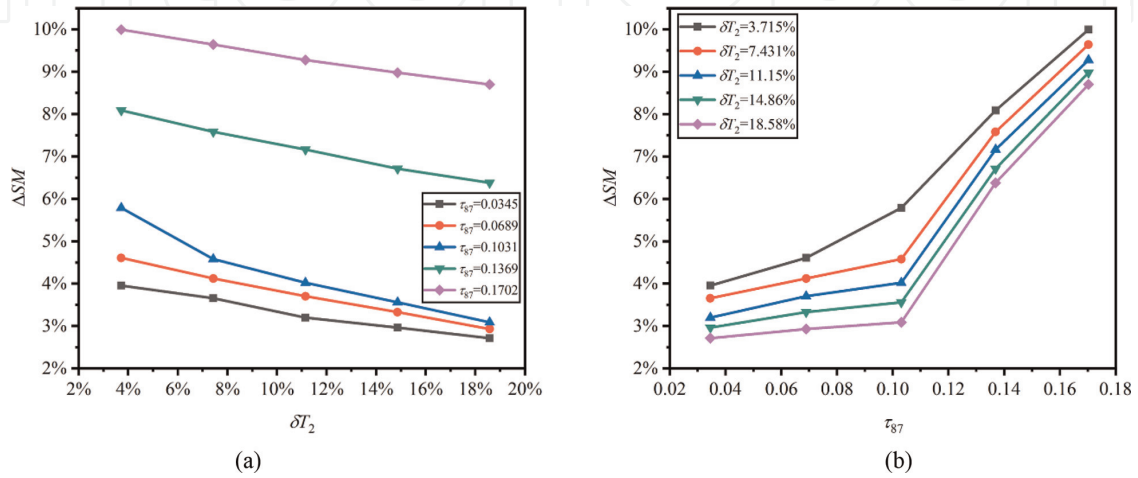 10%
9%
8%
7%
6%
5%
4%
3%
2%
ΔSM
2% 4% 6% 8% 10% 12% 14% 16% 18% 20%
δT₂
τ₈₇=0.0345
τ₈₇=0.0689
τ₈₇=0.1031
τ₈₇=0.1369
τ₈₇=0.1702
(a)
10%
9%
8%
7%
6%
5%
4%
3%
2%
ΔSM
0.02 0.04 0.06 0.08 0.10 0.12 0.14 0.16 0.18
τ₈₇
δT₂=3.715%
δT₂=7.431%
δT₂=11.15%
δT₂=14.86%
δT₂=18.58%
(b)